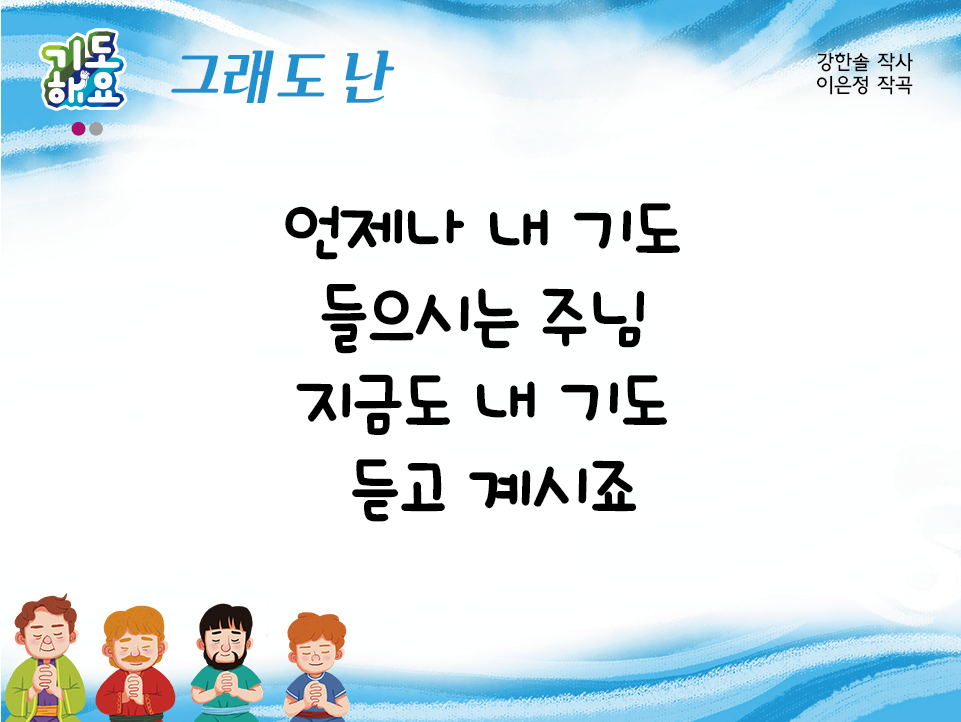 기도
해요
그래도 난
강한솔 작사
이은정 작곡
언제나 내 기도
들으시는 주님
지금도 내 기도
듣고 계시죠